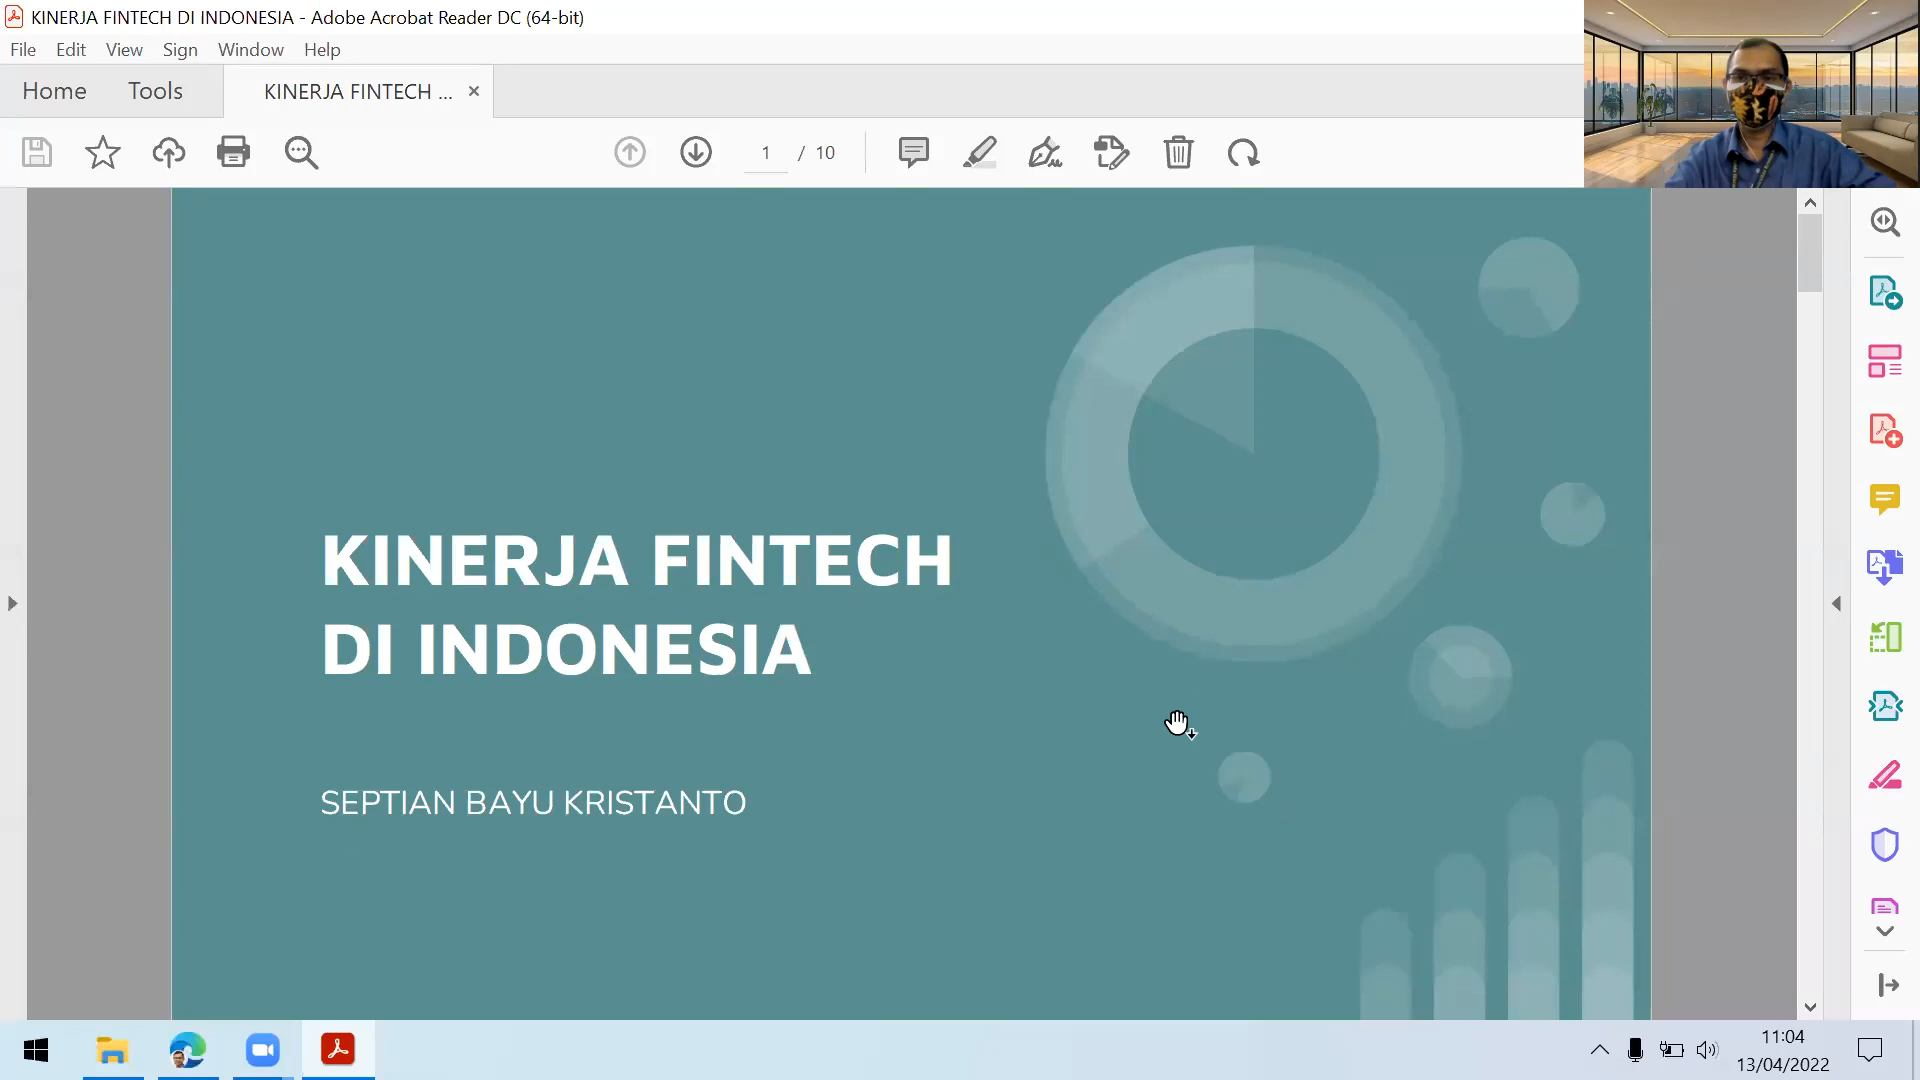 KINERJA FINTECH DI INDONESIA - Adobe Acrobat Reader DC (64-bit)
File Edit View Sign Window Help
Home Tools KINERJA FINTECH ...
1 / 10
KINERJA FINTECH
DI INDONESIA
SEPTIAN BAYU KRISTANTO
11:04
13/04/2022